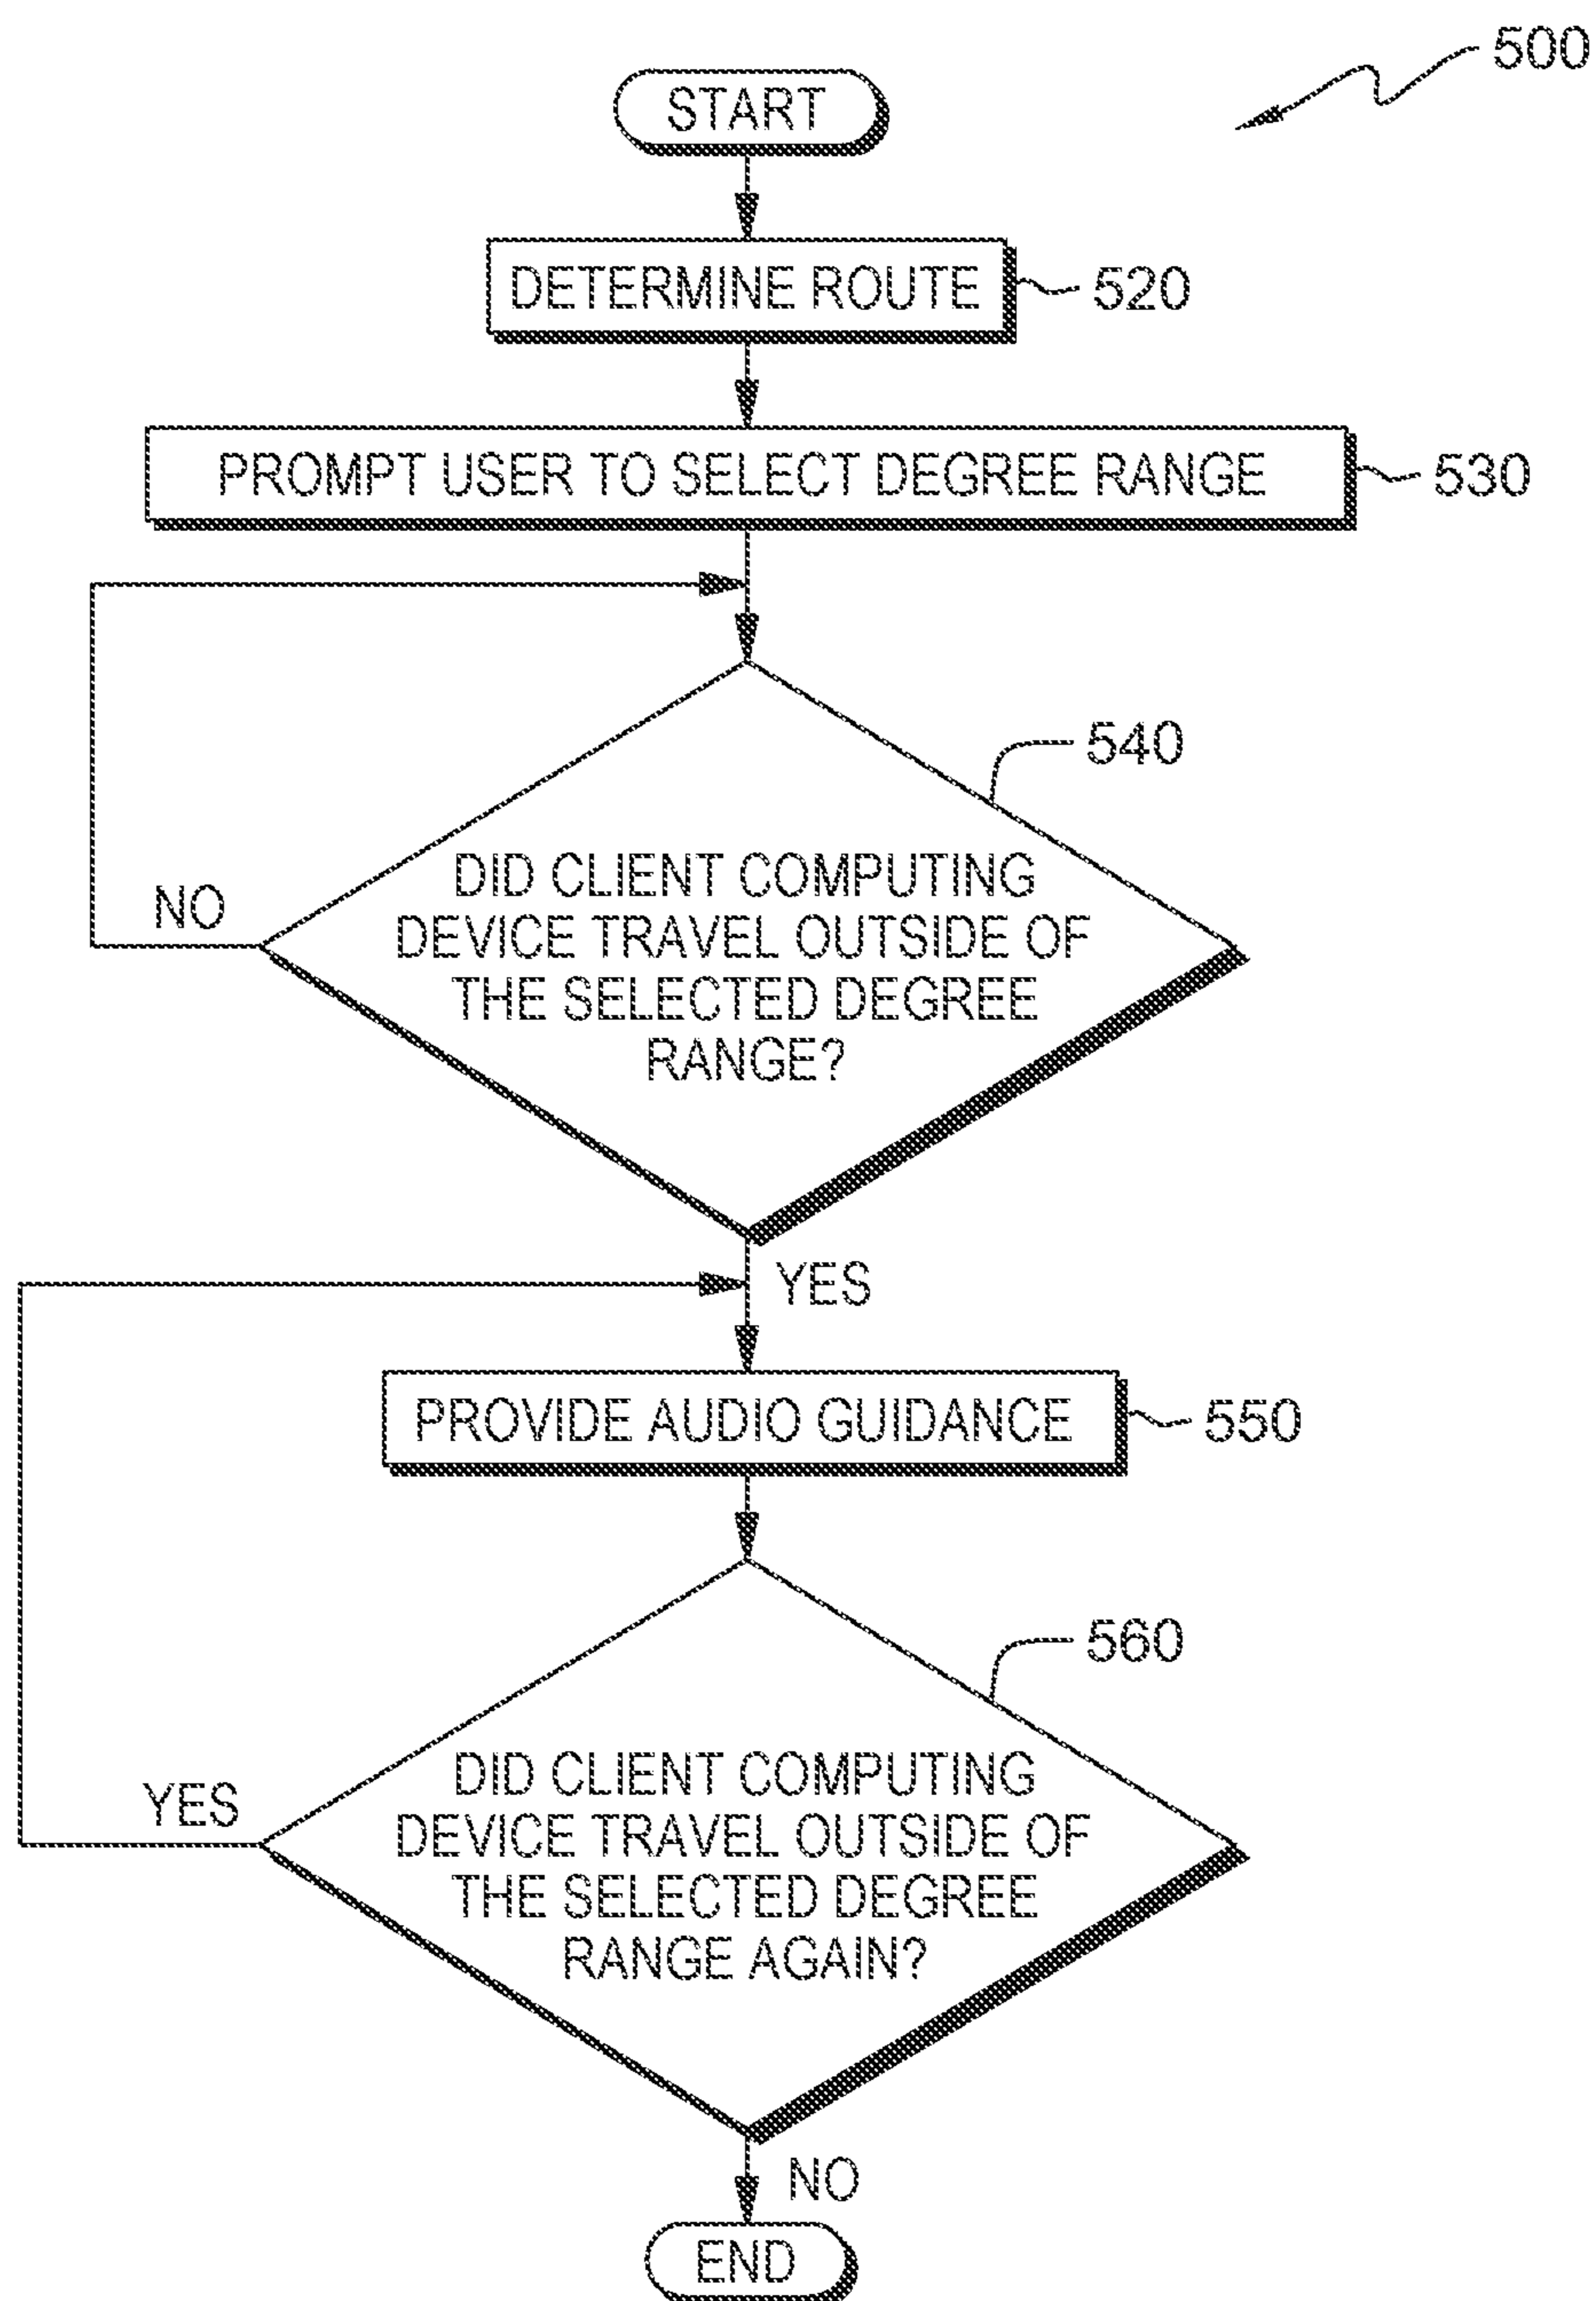 500
START
DETERMINE ROUTE
520
PROMPT USER TO SELECT DEGREE RANGE
530
540
DID CLIENT COMPUTING
DEVICE TRAVEL OUTSIDE OF
THE SELECTED DEGREE
RANGE?
NO
YES
PROVIDE AUDIO GUIDANCE
550
560
DID CLIENT COMPUTING
DEVICE TRAVEL OUTSIDE OF
THE SELECTED DEGREE
RANGE AGAIN?
YES
NO
END